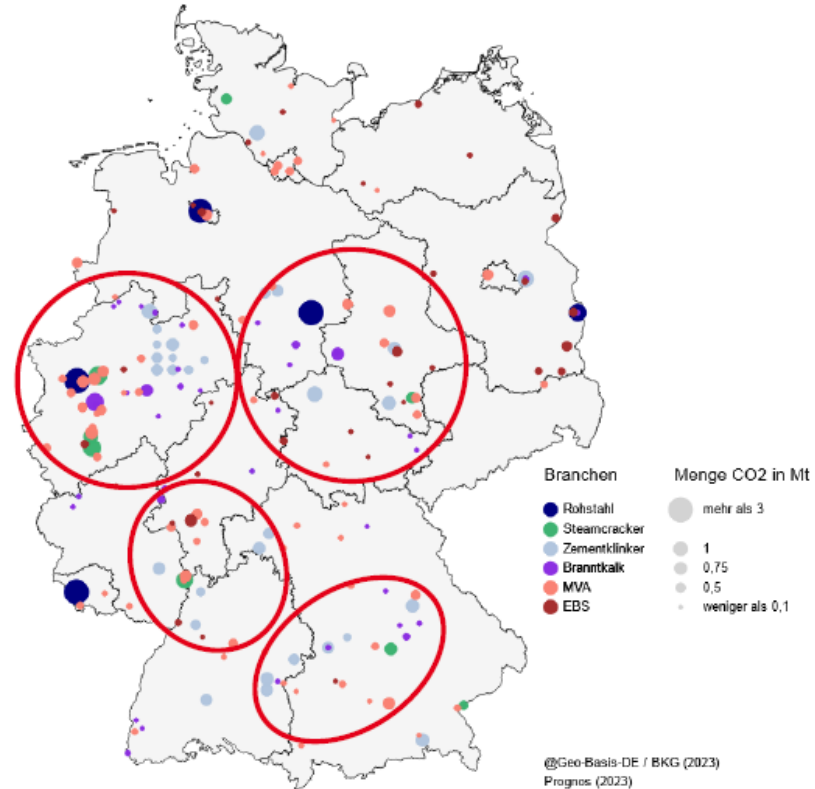 Branchen
Rohstahl
Steamcracker
Zementklinker
Branntkalk
MVA
EBS
Menge CO2 in Mt
mehr als 3
1
0,75
0,5
weniger als 0,1
@Geo-Basis-DE / BKG (2023)
Prognos (2023)